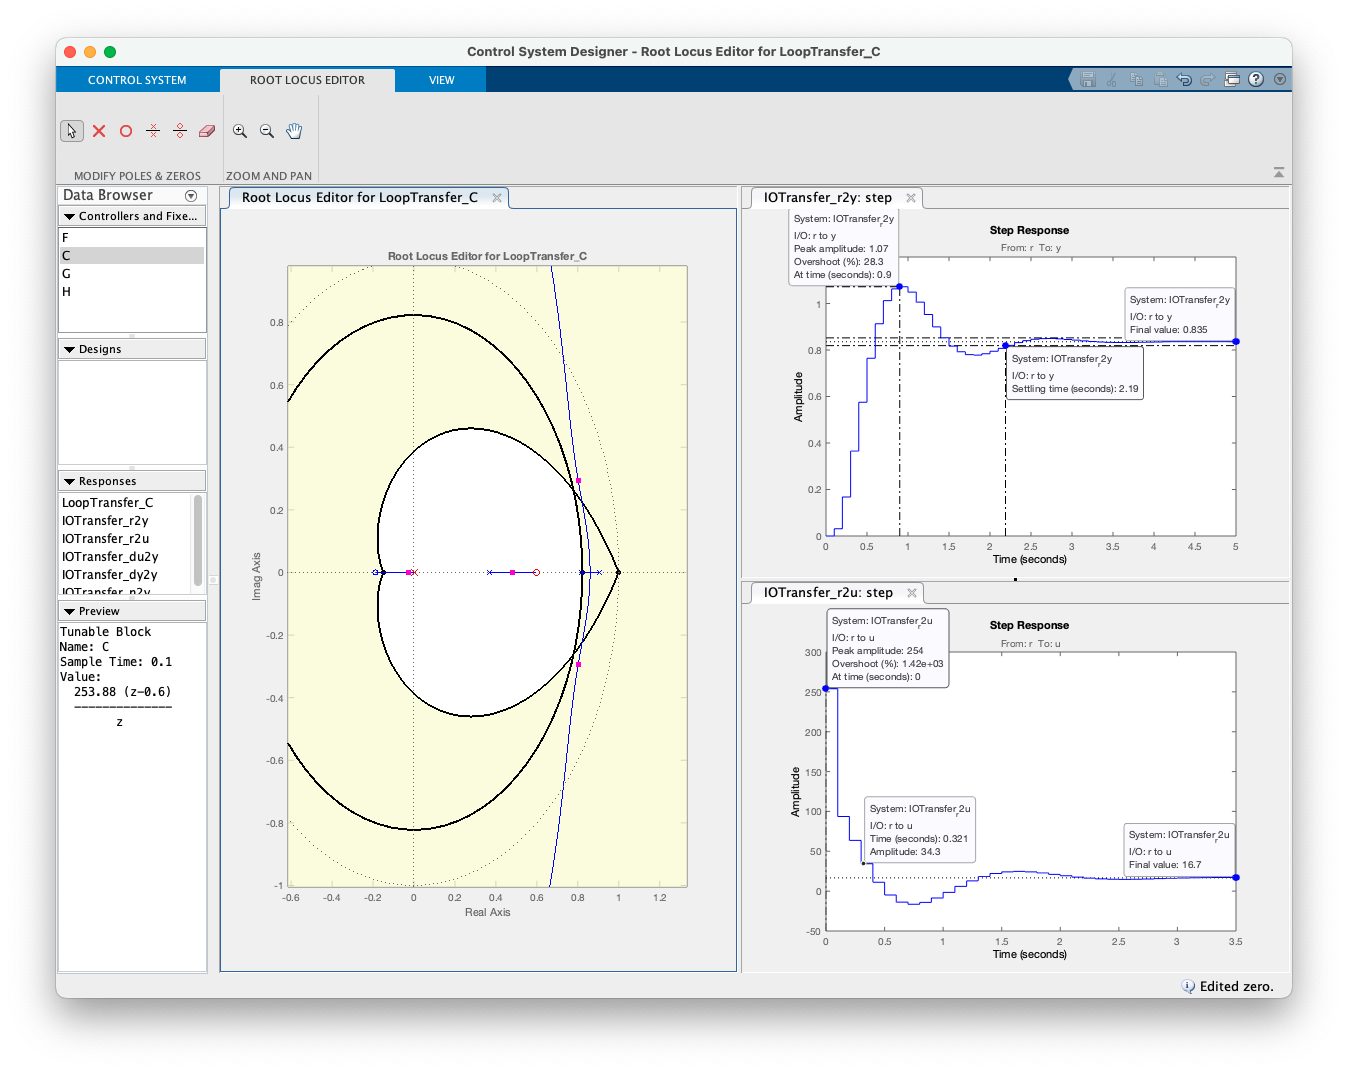 Control System Designer - Root Locus Editor for LoopTransfer_C
CONTROL SYSTEM
ROOT LOCUS EDITOR
VIEW
MODIFY POLES & ZEROS
ZOOM AND PAN
Data Browser
Controllers and Fixe...
F
C
G
H
Designs
Responses
LoopTransfer_C
IOTransfer_r2y
IOTransfer_r2u
IOTransfer_du2y
IOTransfer_dy2y
IOTransfer_n2y
Preview
Tunable Block
Name: C
Sample Time: 0.1
Value:
253.88 (z-0.6)
--------------
z
Root Locus Editor for LoopTransfer_C
Root Locus Editor for LoopTransfer_C
Imag Axis
0.8
0.6
0.4
0.2
0
-0.2
-0.4
-0.6
-0.8
-1
-0.6 -0.4 -0.2 0 0.2 0.4 0.6 0.8 1 1.2
Real Axis
IOTransfer_r2y: step
Step Response
From: r To: y
System: IOTransfer_r2y
I/O: r to y
Peak amplitude: 1.07
Overshoot (%): 28.3
At time (seconds): 0.9
System: IOTransfer_r2y
I/O: r to y
Final value: 0.835
System: IOTransfer_r2y
I/O: r to y
Settling time (seconds): 2.19
Amplitude
1
0.8
0.6
0.4
0.2
0
0 0.5 1 1.5 2 2.5 3 3.5 4 4.5 5
Time (seconds)
IOTransfer_r2u: step
Step Response
From: r To: u
System: IOTransfer_r2u
I/O: r to u
Peak amplitude: 254
Overshoot (%): 1.42e+03
At time (seconds): 0
System: IOTransfer_r2u
I/O: r to u
Time (seconds): 0.321
Amplitude: 34.3
System: IOTransfer_r2u
I/O: r to u
Final value: 16.7
Amplitude
300
250
200
150
100
50
0
-50
0 0.5 1 1.5 2 2.5 3 3.5
Time (seconds)
Edited zero.